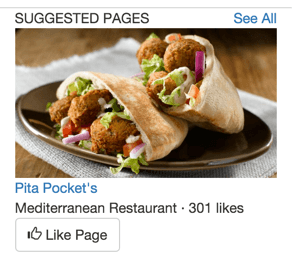 SUGGESTED PAGES See All
Pita Pocket's
Mediterranean Restaurant · 301 likes
Like Page